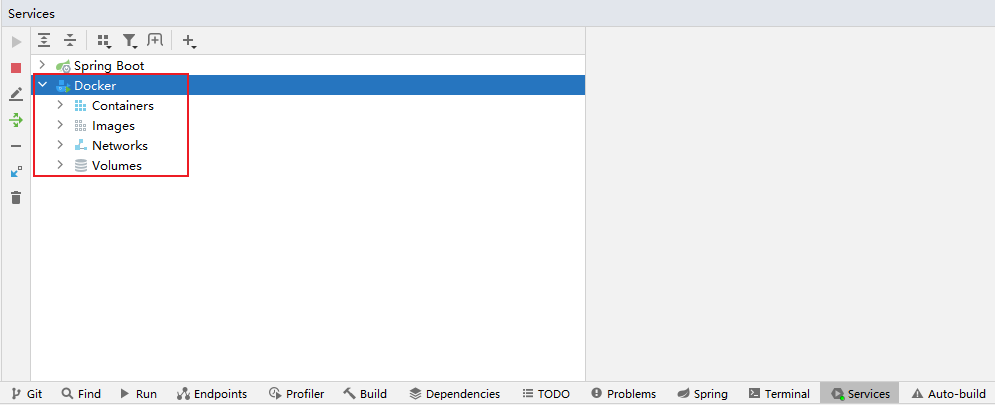 Services
Spring Boot
Docker
Containers
Images
Networks
Volumes
Git Find Run Endpoints Profiler Build Dependencies TODO Problems Spring Terminal Services Auto-build